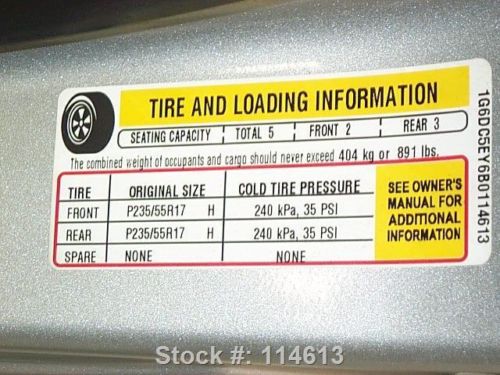 TIRE AND LOADING INFORMATION
SEATING CAPACITY TOTAL 5 FRONT 2 REAR 3
The combined weight of occupants and cargo should never exceed 404 kg or 891 lbs.
TIRE ORIGINAL SIZE COLD TIRE PRESSURE
FRONT P235/55R17 H 240 kPa, 35 PSI
REAR P235/55R17 H 240 kPa, 35 PSI
SPARE NONE NONE
SEE OWNER'S
MANUAL FOR
ADDITIONAL
INFORMATION
1G6DC5EY6B0114613
Stock #: 114613